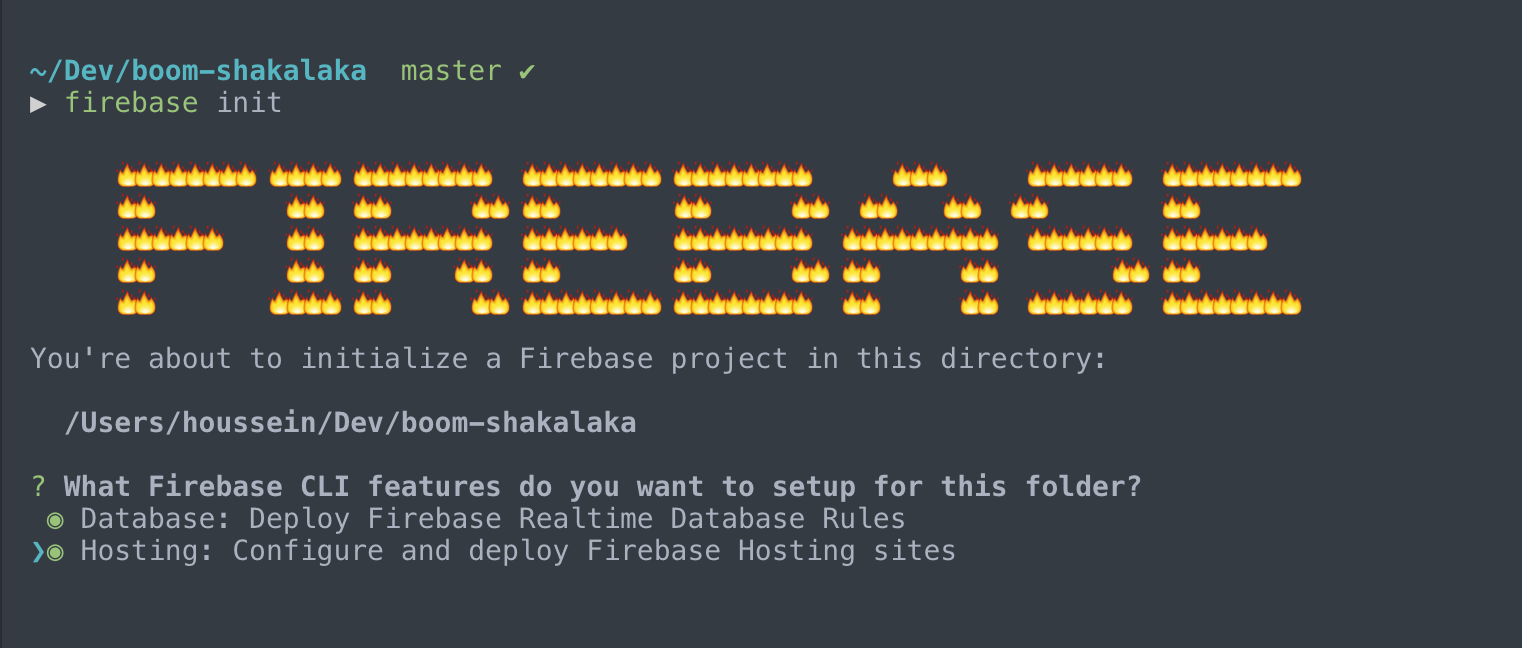 ~/Dev/boom-shakalaka master ✔
▶ firebase init
FIREBASE
You're about to initialize a Firebase project in this directory:
/Users/houssein/Dev/boom-shakalaka
? What Firebase CLI features do you want to setup for this folder?
◉ Database: Deploy Firebase Realtime Database Rules
❯◉ Hosting: Configure and deploy Firebase Hosting sites